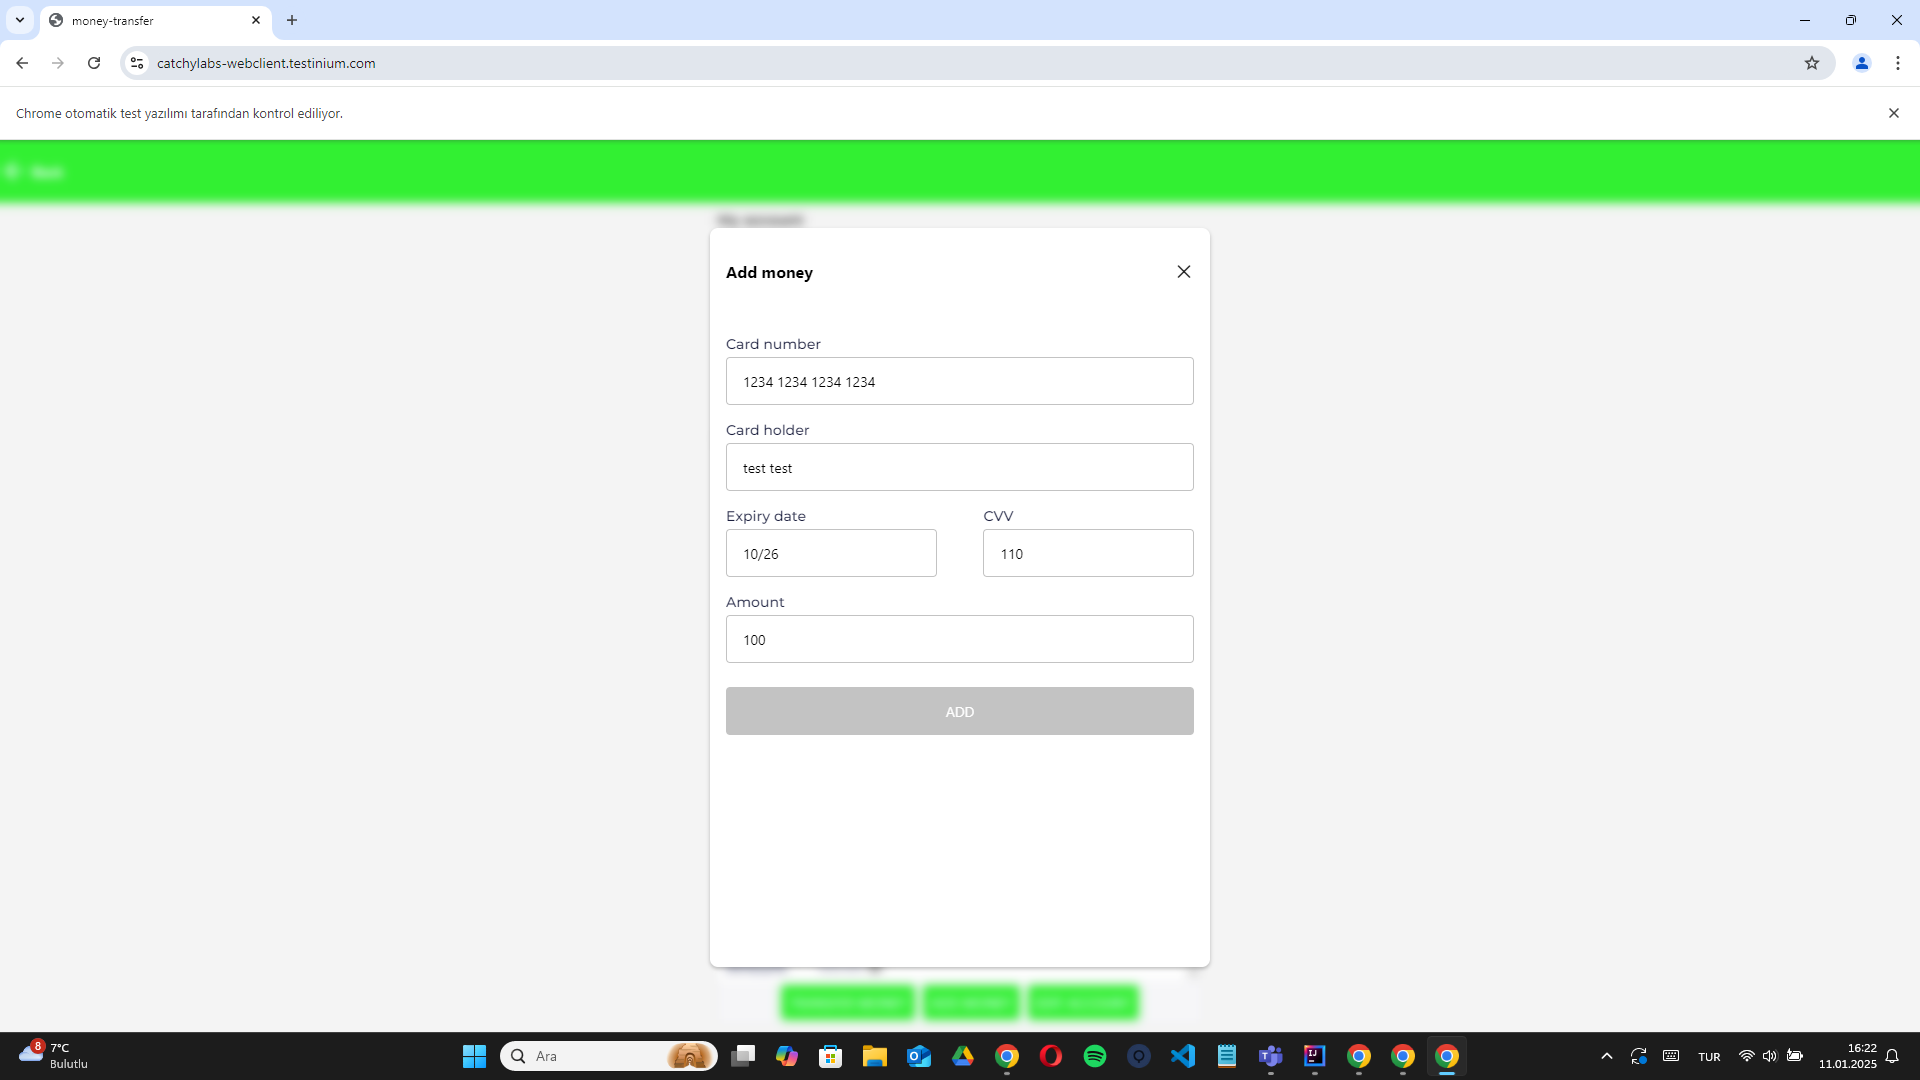 money-transfer
catchylabs-webclient.testinium.com
Chrome otomatik test yazılımı tarafından kontrol ediliyor.
Add money
Card number
1234 1234 1234 1234
Card holder
test test
Expiry date
CVV
10/26
110
Amount
100
ADD
8
7°C
Bulutlu
Ara
TUR
16:22
11.01.2025